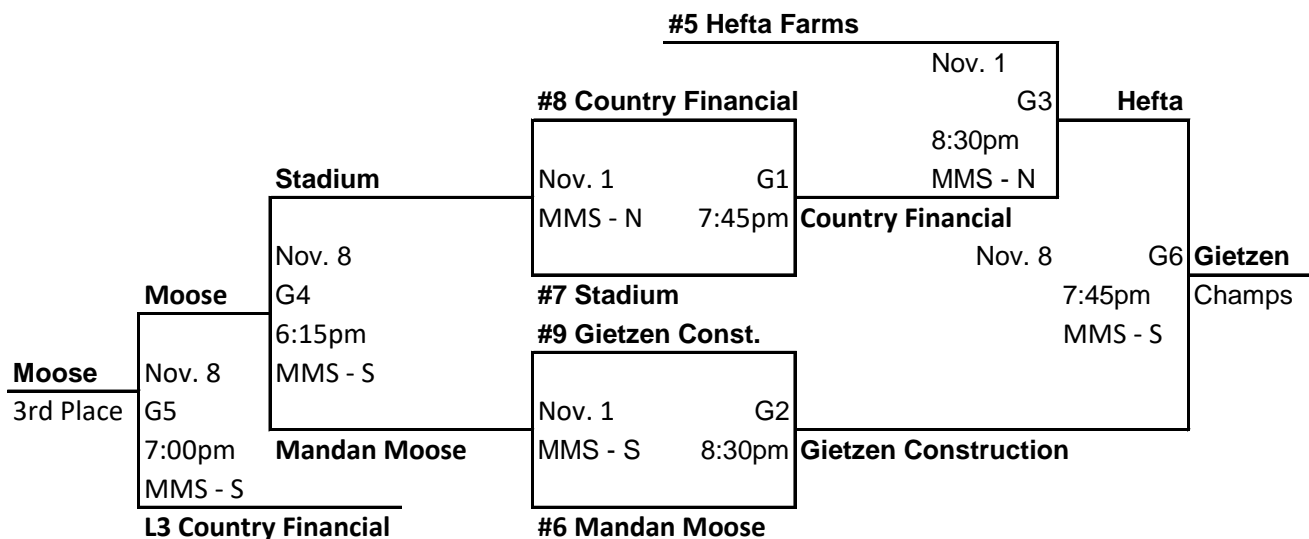 #5 Hefta Farms
Nov. 1
#8 Country Financial G3 Hefta
8:30pm
Stadium Nov. 1 G1 MMS - N
MMS - N 7:45pm Country Financial
Nov. 8 Nov. 8 G6 Gietzen
Moose G4 #7 Stadium 7:45pm Champs
6:15pm #9 Gietzen Const. MMS - S
Moose Nov. 8 MMS - S
3rd Place G5 Nov. 1 G2
7:00pm Mandan Moose MMS - S 8:30pm Gietzen Construction
MMS - S
L3 Country Financial #6 Mandan Moose